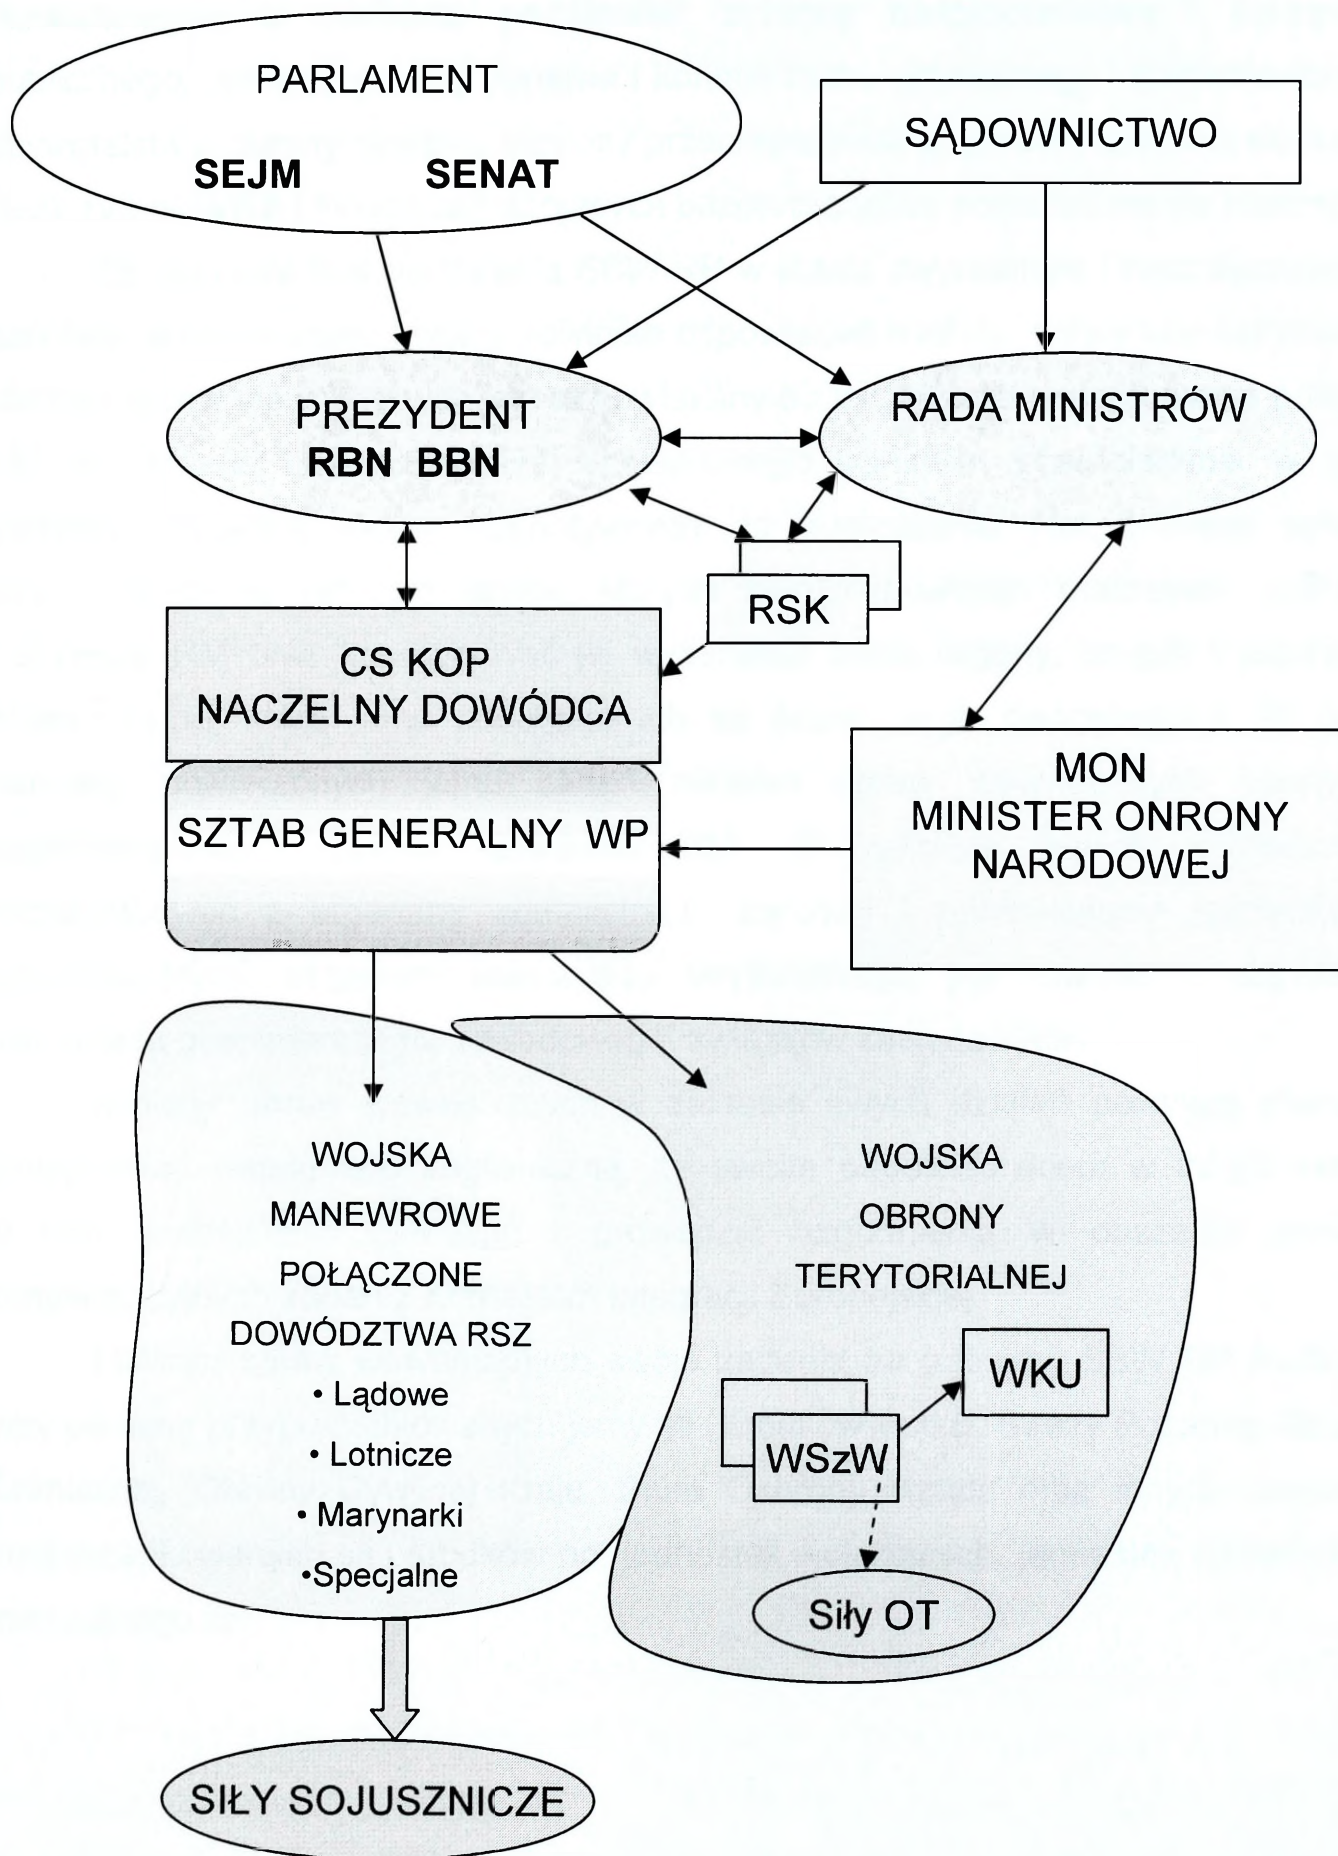 PARLAMENT
SEJM SENAT
SĄDOWNICTWO
PREZYDENT
RBN BBN
RADA MINISTRÓW
RSK
CS KOP
NACZELNY DOWÓDCA
SZTAB GENERALNY WP
MON
MINISTER ONRONY
NARODOWEJ
WOJSKA
MANEWROWE
POŁĄCZONE
DOWÓDZTWA RSZ
• Lądowe
• Lotnicze
• Marynarki
•Specjalne
WOJSKA
OBRONY
TERYTORIALNEJ
WKU
WSzW
Siły OT
SIŁY SOJUSZNICZE